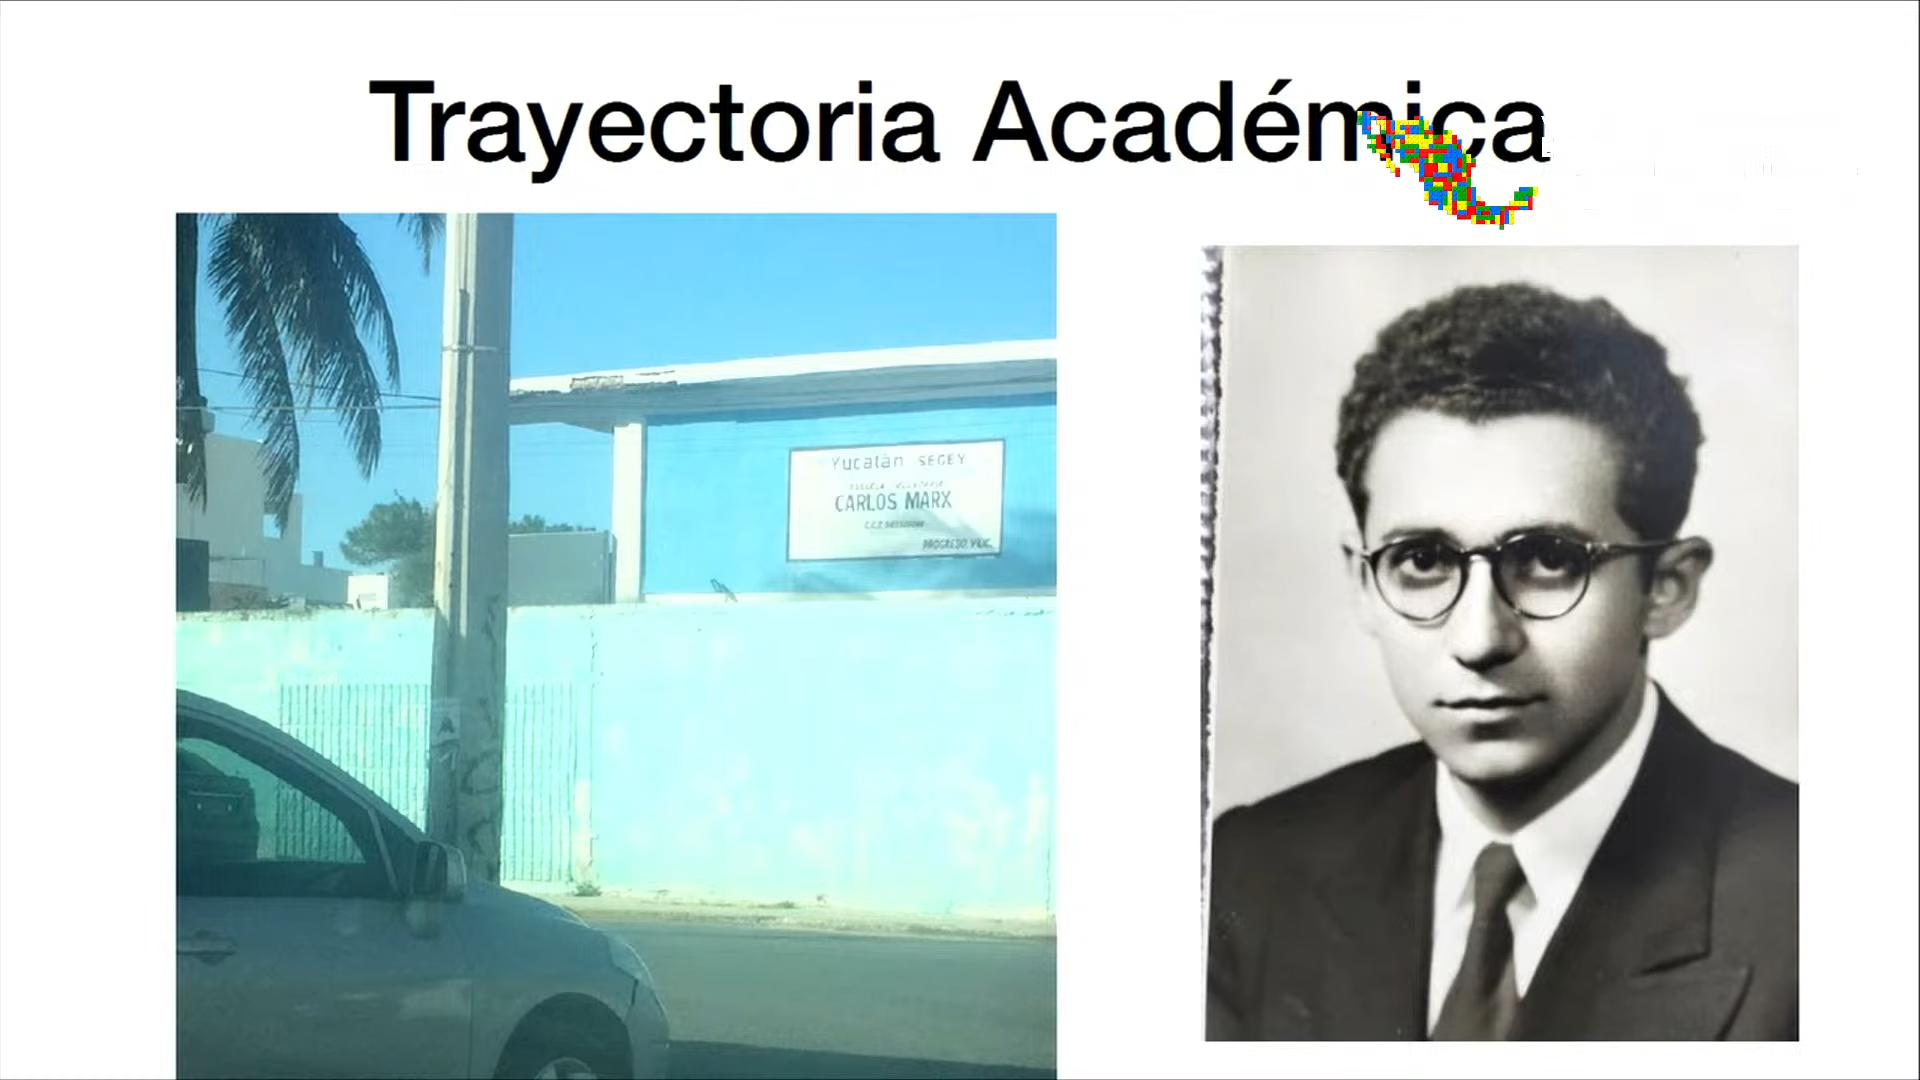 Trayectoria Académica
Yucatán SEGEY
CARLOS MARX
PROGRESO, YUC.